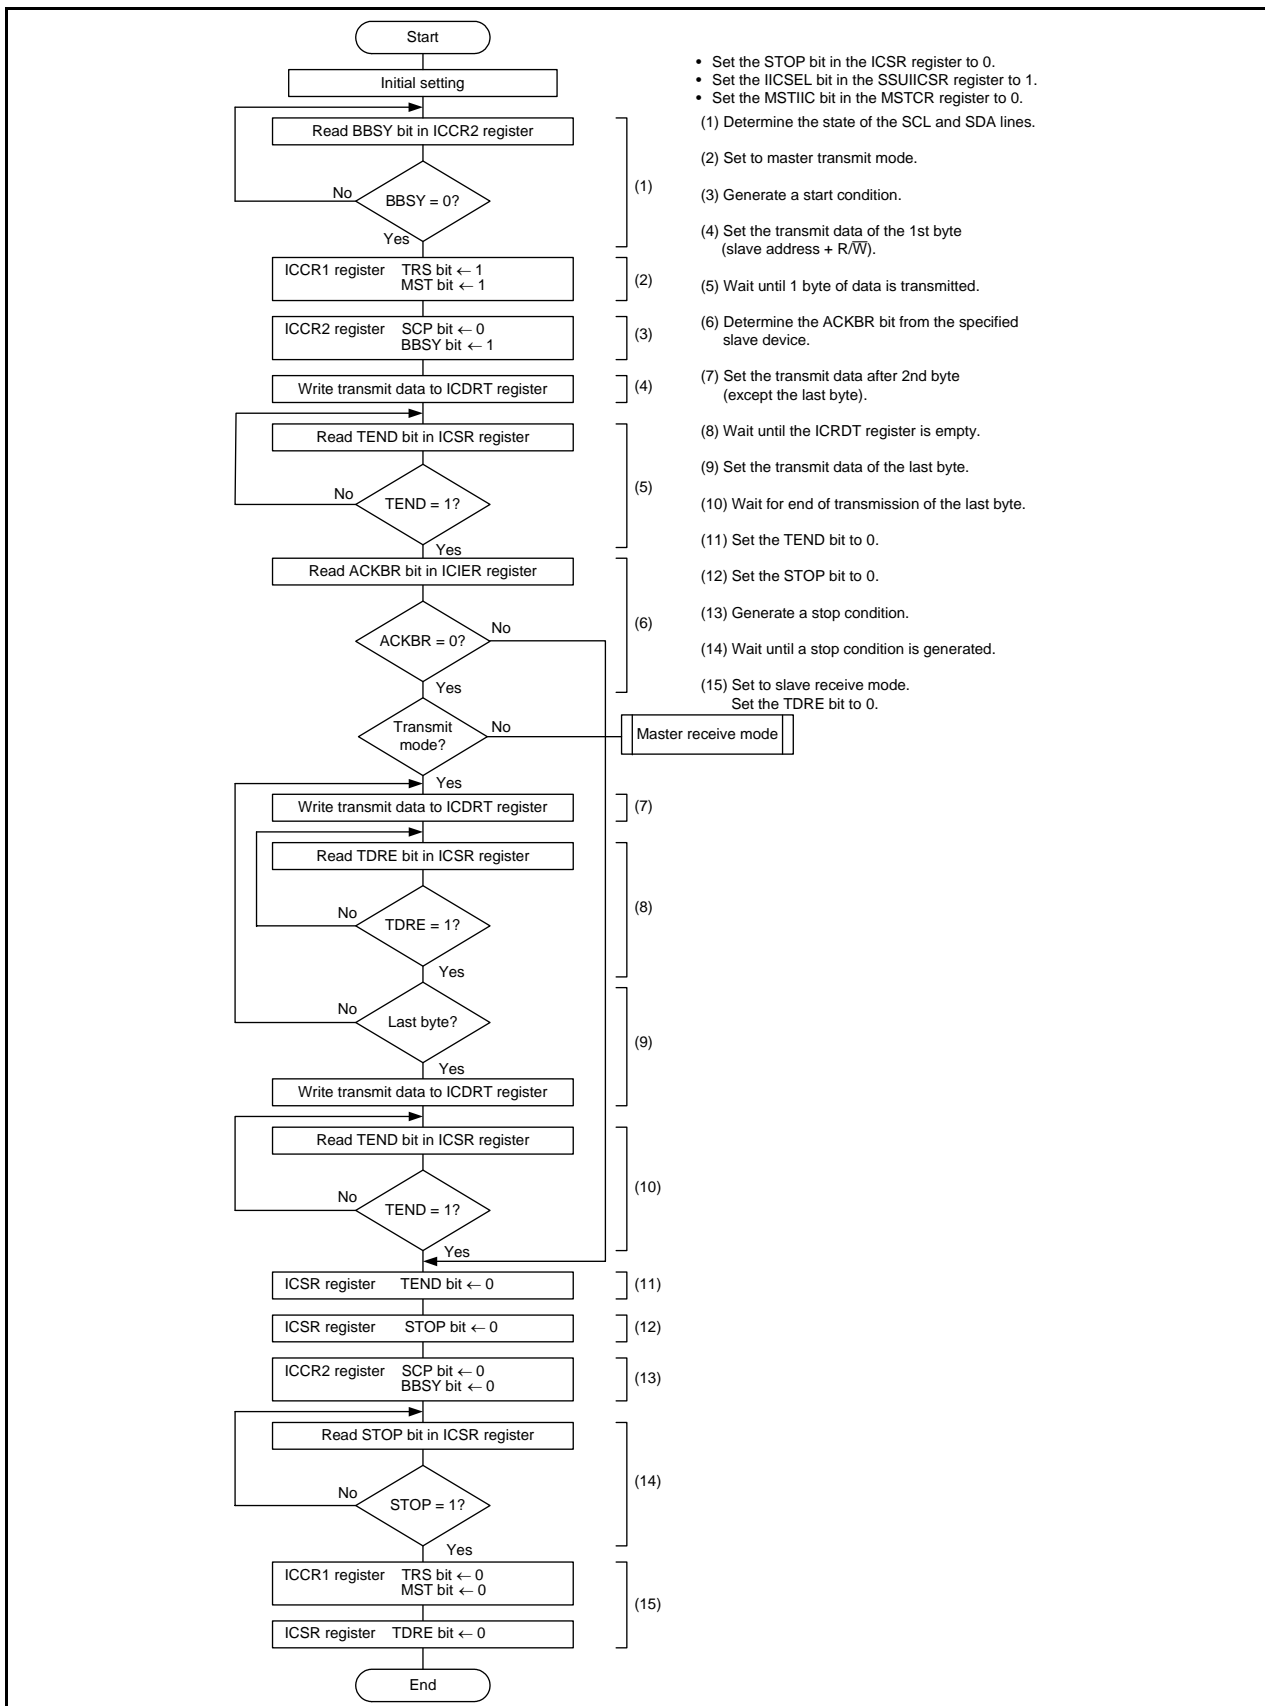 Start
Initial setting
Read BBSY bit in ICCR2 register
BBSY = 0?
No
Yes
(1)
ICCR1 register TRS bit ← 1
MST bit ← 1
(2)
ICCR2 register SCP bit ← 0
BBSY bit ← 1
(3)
Write transmit data to ICDRT register
(4)
Read TEND bit in ICSR register
TEND = 1?
No
Yes
(5)
Read ACKBR bit in ICIER register
ACKBR = 0?
No
Yes
(6)
Transmit
mode?
No
Yes
Master receive mode
Write transmit data to ICDRT register
(7)
Read TDRE bit in ICSR register
TDRE = 1?
No
Yes
(8)
Last byte?
No
Yes
Write transmit data to ICDRT register
(9)
Read TEND bit in ICSR register
TEND = 1?
No
Yes
(10)
ICSR register TEND bit ← 0
(11)
ICSR register STOP bit ← 0
(12)
ICCR2 register SCP bit ← 0
BBSY bit ← 0
(13)
Read STOP bit in ICSR register
STOP = 1?
No
Yes
(14)
ICCR1 register TRS bit ← 0
MST bit ← 0
ICSR register TDRE bit ← 0
(15)
End
• Set the STOP bit in the ICSR register to 0.
• Set the IICSEL bit in the SSUIICSR register to 1.
• Set the MSTIIC bit in the MSTCR register to 0.
(1) Determine the state of the SCL and SDA lines.
(2) Set to master transmit mode.
(3) Generate a start condition.
(4) Set the transmit data of the 1st byte
(slave address + R/W̅).
(5) Wait until 1 byte of data is transmitted.
(6) Determine the ACKBR bit from the specified
slave device.
(7) Set the transmit data after 2nd byte
(except the last byte).
(8) Wait until the ICRDT register is empty.
(9) Set the transmit data of the last byte.
(10) Wait for end of transmission of the last byte.
(11) Set the TEND bit to 0.
(12) Set the STOP bit to 0.
(13) Generate a stop condition.
(14) Wait until a stop condition is generated.
(15) Set to slave receive mode.
Set the TDRE bit to 0.